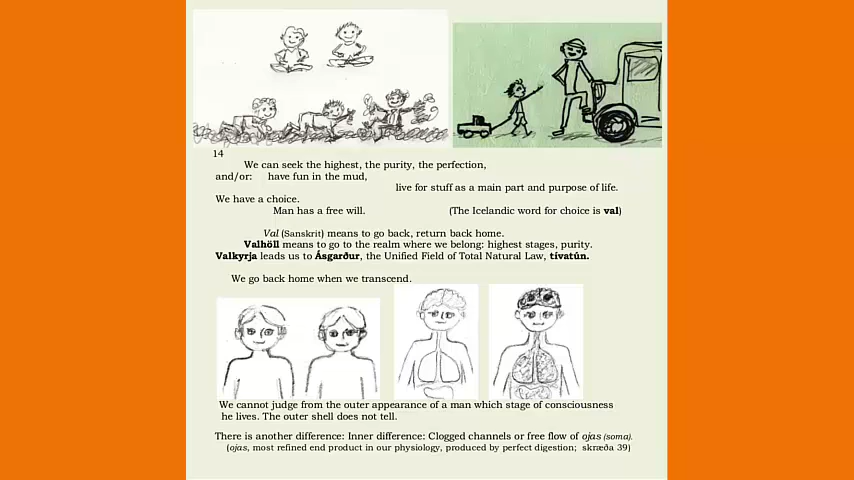 14
We can seek the highest, the purity, the perfection,
and/or: have fun in the mud,
live for stuff as a main part and purpose of life.
We have a choice.
Man has a free will. (The Icelandic word for choice is val)
Val (Sanskrit) means to go back, return back home.
Valhöll means to go to the realm where we belong: highest stages, purity.
Valkyrja leads us to Ásgarður, the Unified Field of Total Natural Law, tívatún.
We go back home when we transcend.
We cannot judge from the outer appearance of a man which stage of consciousness
he lives. The outer shell does not tell.
There is another difference: Inner difference: Clogged channels or free flow of ojas (soma).
(ojas, most refined end product in our physiology, produced by perfect digestion; skræða 39)